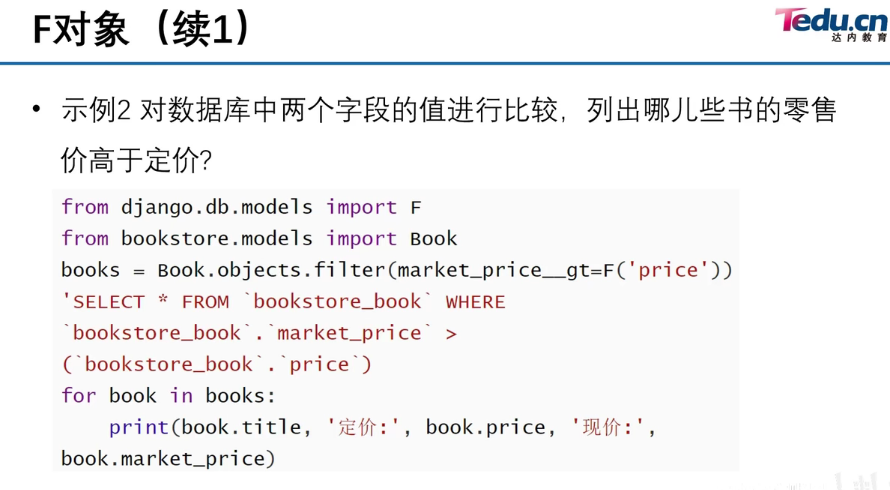 F对象（续1）
Tedu.cn
达内教育
• 示例2 对数据库中两个字段的值进行比较，列出哪儿些书的零售
价高于定价?
from django.db.models import F
from bookstore.models import Book
books = Book.objects.filter(market_price__gt=F('price'))
'SELECT * FROM `bookstore_book` WHERE
`bookstore_book`.`market_price` >
(`bookstore_book`.`price`)
for book in books:
    print(book.title, '定价:', book.price, '现价:',
book.market_price)